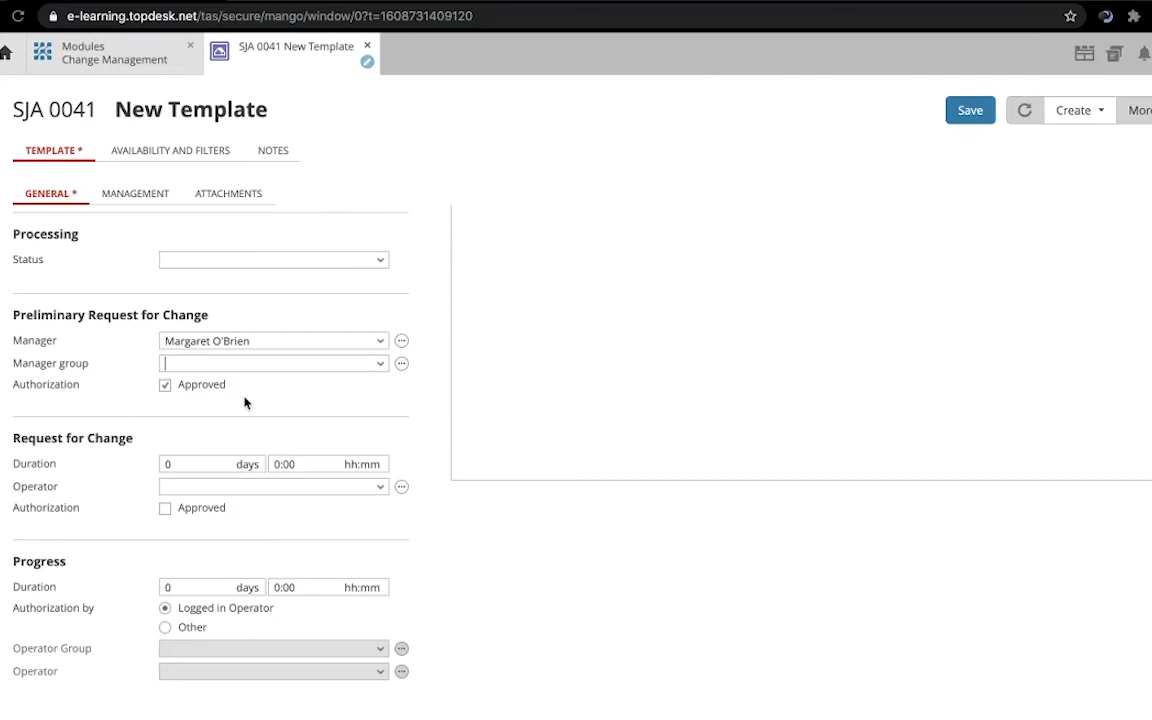 e-learning.topdesk.net/tas/secure/mango/window/0?t=1608731409120
Modules
Change Management
SJA 0041 New Template
SJA 0041 New Template
Save
Create
Mor
TEMPLATE *
AVAILABILITY AND FILTERS
NOTES
GENERAL *
MANAGEMENT
ATTACHMENTS
Processing
Status
Preliminary Request for Change
Manager
Margaret O'Brien
Manager group
Authorization
Approved
Request for Change
Duration
0 days
0:00 hh:mm
Operator
Authorization
Approved
Progress
Duration
0 days
0:00 hh:mm
Authorization by
Logged in Operator
Other
Operator Group
Operator